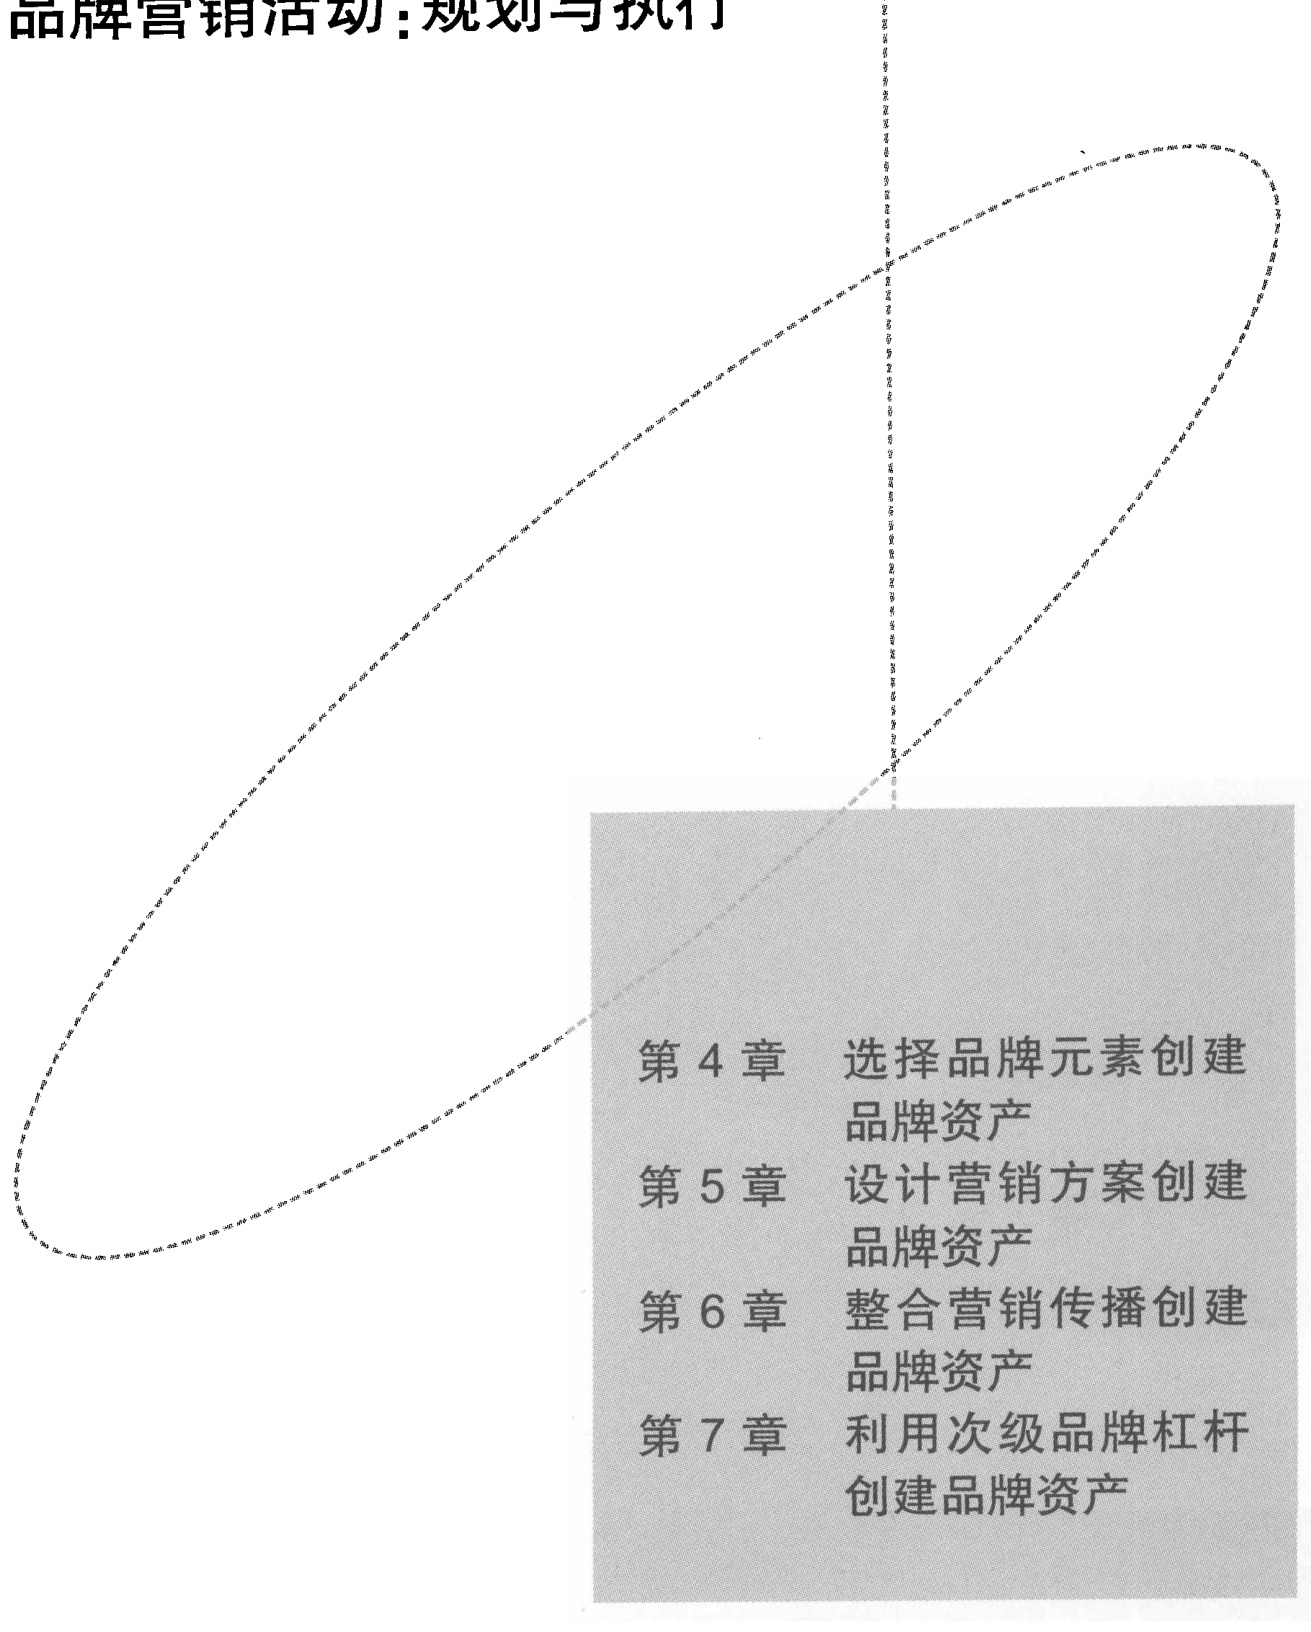 品牌营销活动:规划与执行
第 4 章 选择品牌元素创建
品牌资产
第 5 章 设计营销方案创建
品牌资产
第 6 章 整合营销传播创建
品牌资产
第 7 章 利用次级品牌杠杆
创建品牌资产